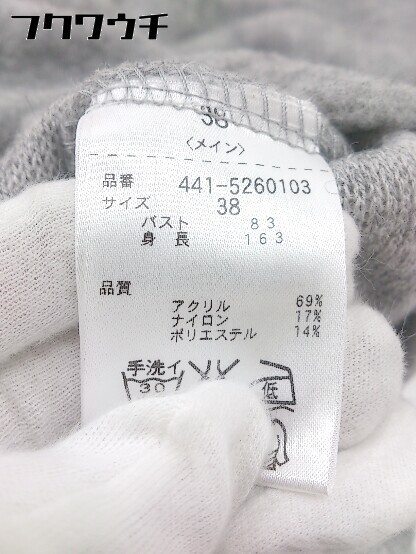 フクワウチ
38
〈メイン〉
品番 441-5260103
サイズ 38
バスト 83
身長 163
品質
アクリル 69%
ナイロン 17%
ポリエステル 14%
手洗イ
30
低